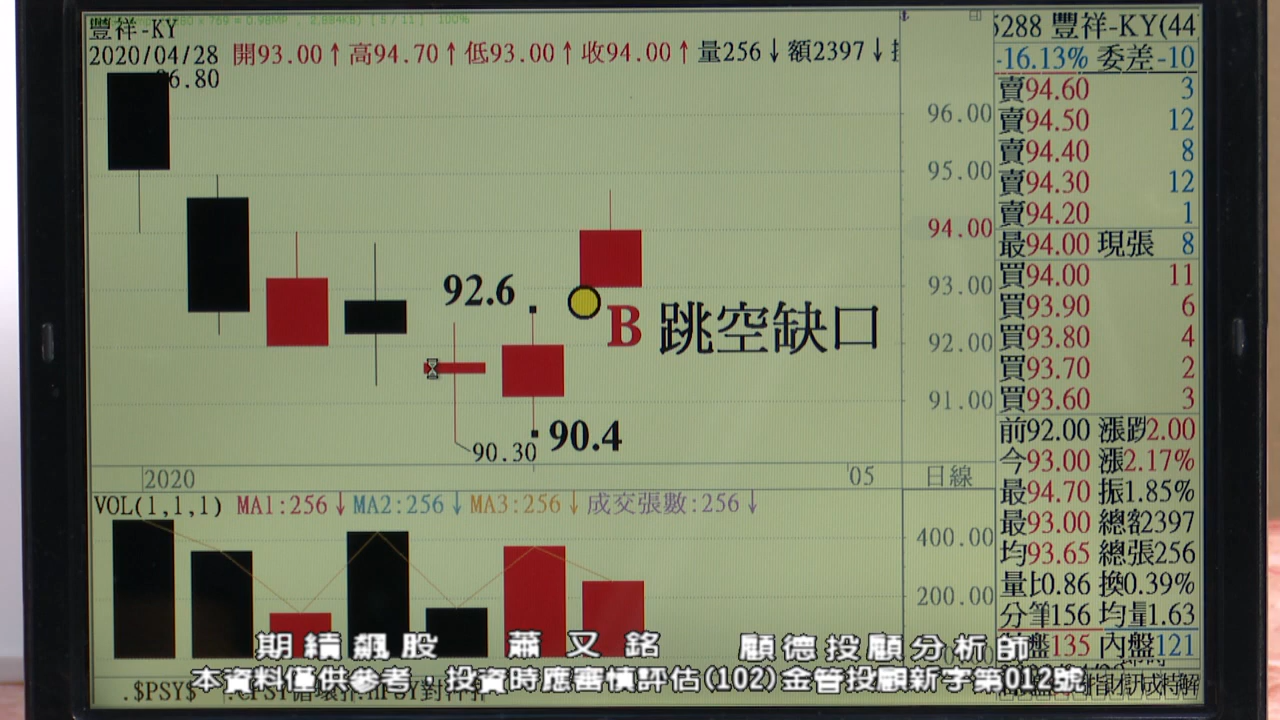 豐祥-KY
2020/04/28 開93.00↑高94.70↑低93.00↑收94.00↑量256↓額2397↓
96.80
96.00
95.00
94.00
93.00
92.00
91.00
92.6
B 跳空缺口
90.30
90.4
2020
05
日線
VOL(1,1,1) MA1:256↓MA2:256↓MA3:256↓成交張數:256↓
400.00
200.00
5288 豐祥-KY(44
-16.13% 委差-10
賣94.60 3
賣94.50 12
賣94.40 8
賣94.30 12
賣94.20 1
最94.00 現張 8
買94.00 11
買93.90 6
買93.80 4
買93.70 2
買93.60 3
前92.00 漲跌2.00
今93.00 漲2.17%
最94.70 振1.85%
最93.00 總額2397
均93.65 總張256
量比0.86 換0.39%
分筆156 均量1.63
外盤135 內盤121
期續飆股 蕭又銘 顧德投顧分析師
本資料僅供參考，投資時應審慎評估(102)金管投顧新字第012號
.$PSY$